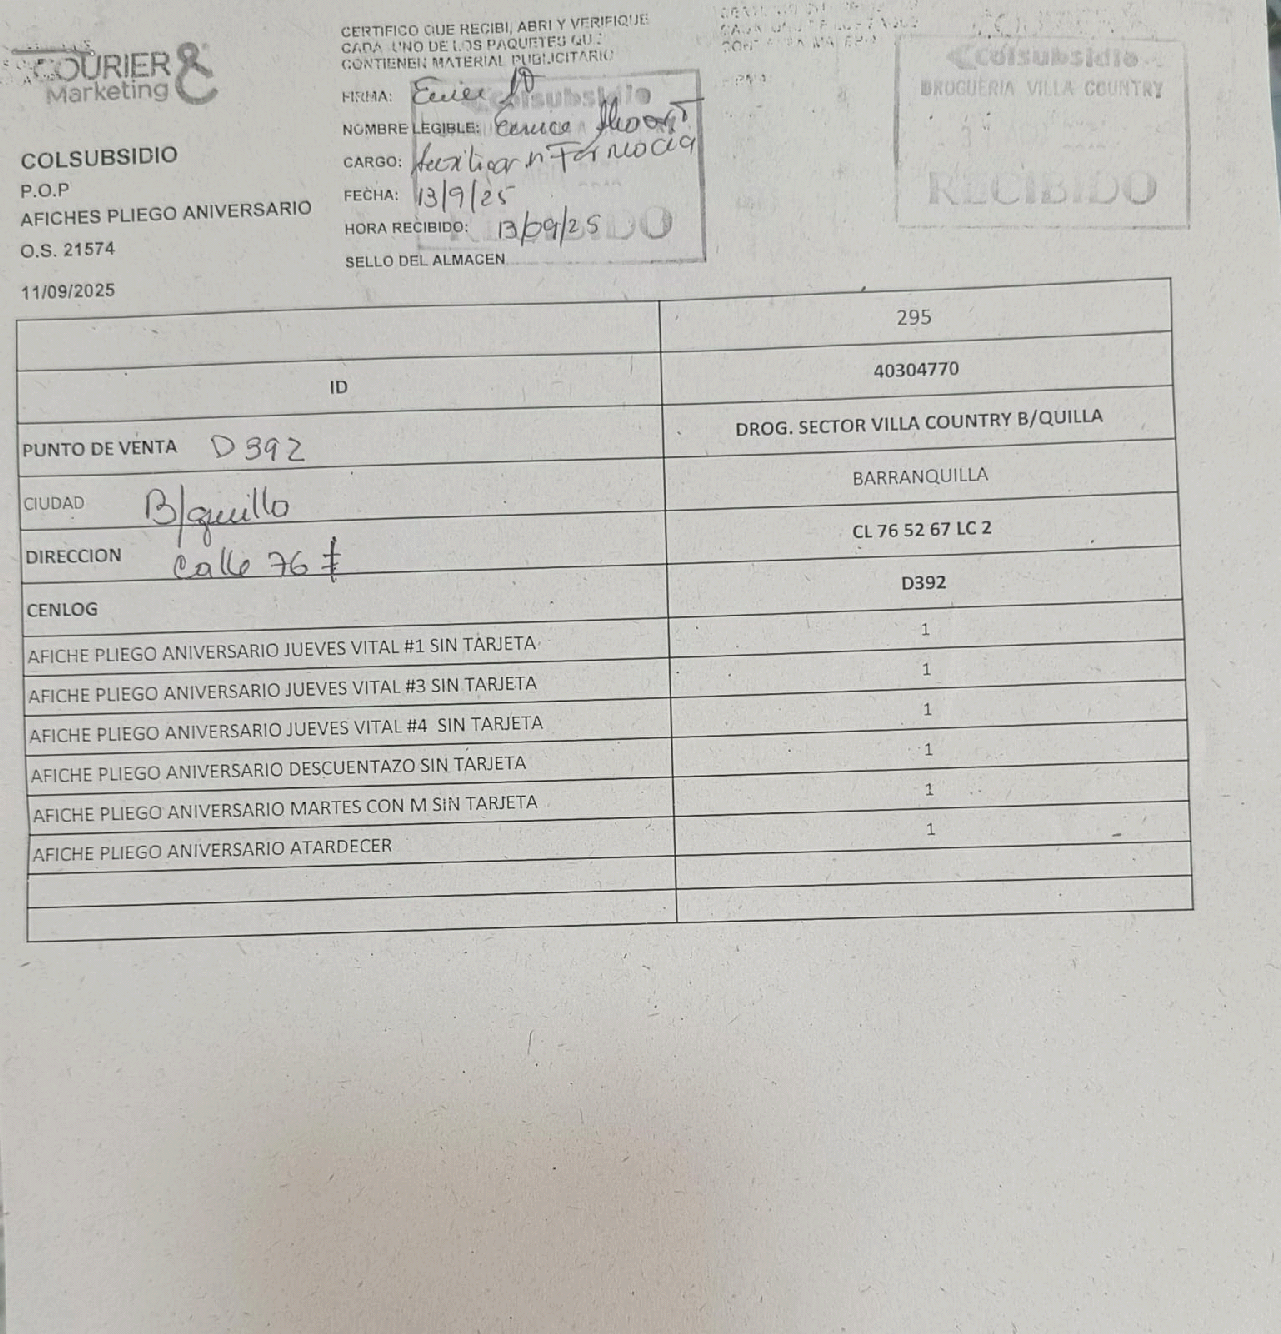 COURIER &
Marketing
COLSUBSIDIO
P.O.P
AFICHES PLIEGO ANIVERSARIO
O.S. 21574
11/09/2025
CERTIFICO QUE RECIBI, ABRI Y VERIFIQUE
CADA UNO DE LOS PAQUETES QUE
CONTIENEN MATERIAL PUBLICITARIO
FIRMA:
NOMBRE LEGIBLE:
CARGO: Auxiliar n Farmacia
FECHA: 13/9/25
HORA RECIBIDO: 13/09/25
SELLO DEL ALMACEN
colsubsidio
RECIBIDO
colsubsidio
DROGUERIA VILLA COUNTRY
RECIBIDO
295
ID 40304770
PUNTO DE VENTA D392 DROG. SECTOR VILLA COUNTRY B/QUILLA
CIUDAD B/quilla BARRANQUILLA
DIRECCION Calle 76 # CL 76 52 67 LC 2
CENLOG D392
AFICHE PLIEGO ANIVERSARIO JUEVES VITAL #1 SIN TARJETA 1
AFICHE PLIEGO ANIVERSARIO JUEVES VITAL #3 SIN TARJETA 1
AFICHE PLIEGO ANIVERSARIO JUEVES VITAL #4 SIN TARJETA 1
AFICHE PLIEGO ANIVERSARIO DESCUENTAZO SIN TARJETA 1
AFICHE PLIEGO ANIVERSARIO MARTES CON M SIN TARJETA 1
AFICHE PLIEGO ANIVERSARIO ATARDECER 1